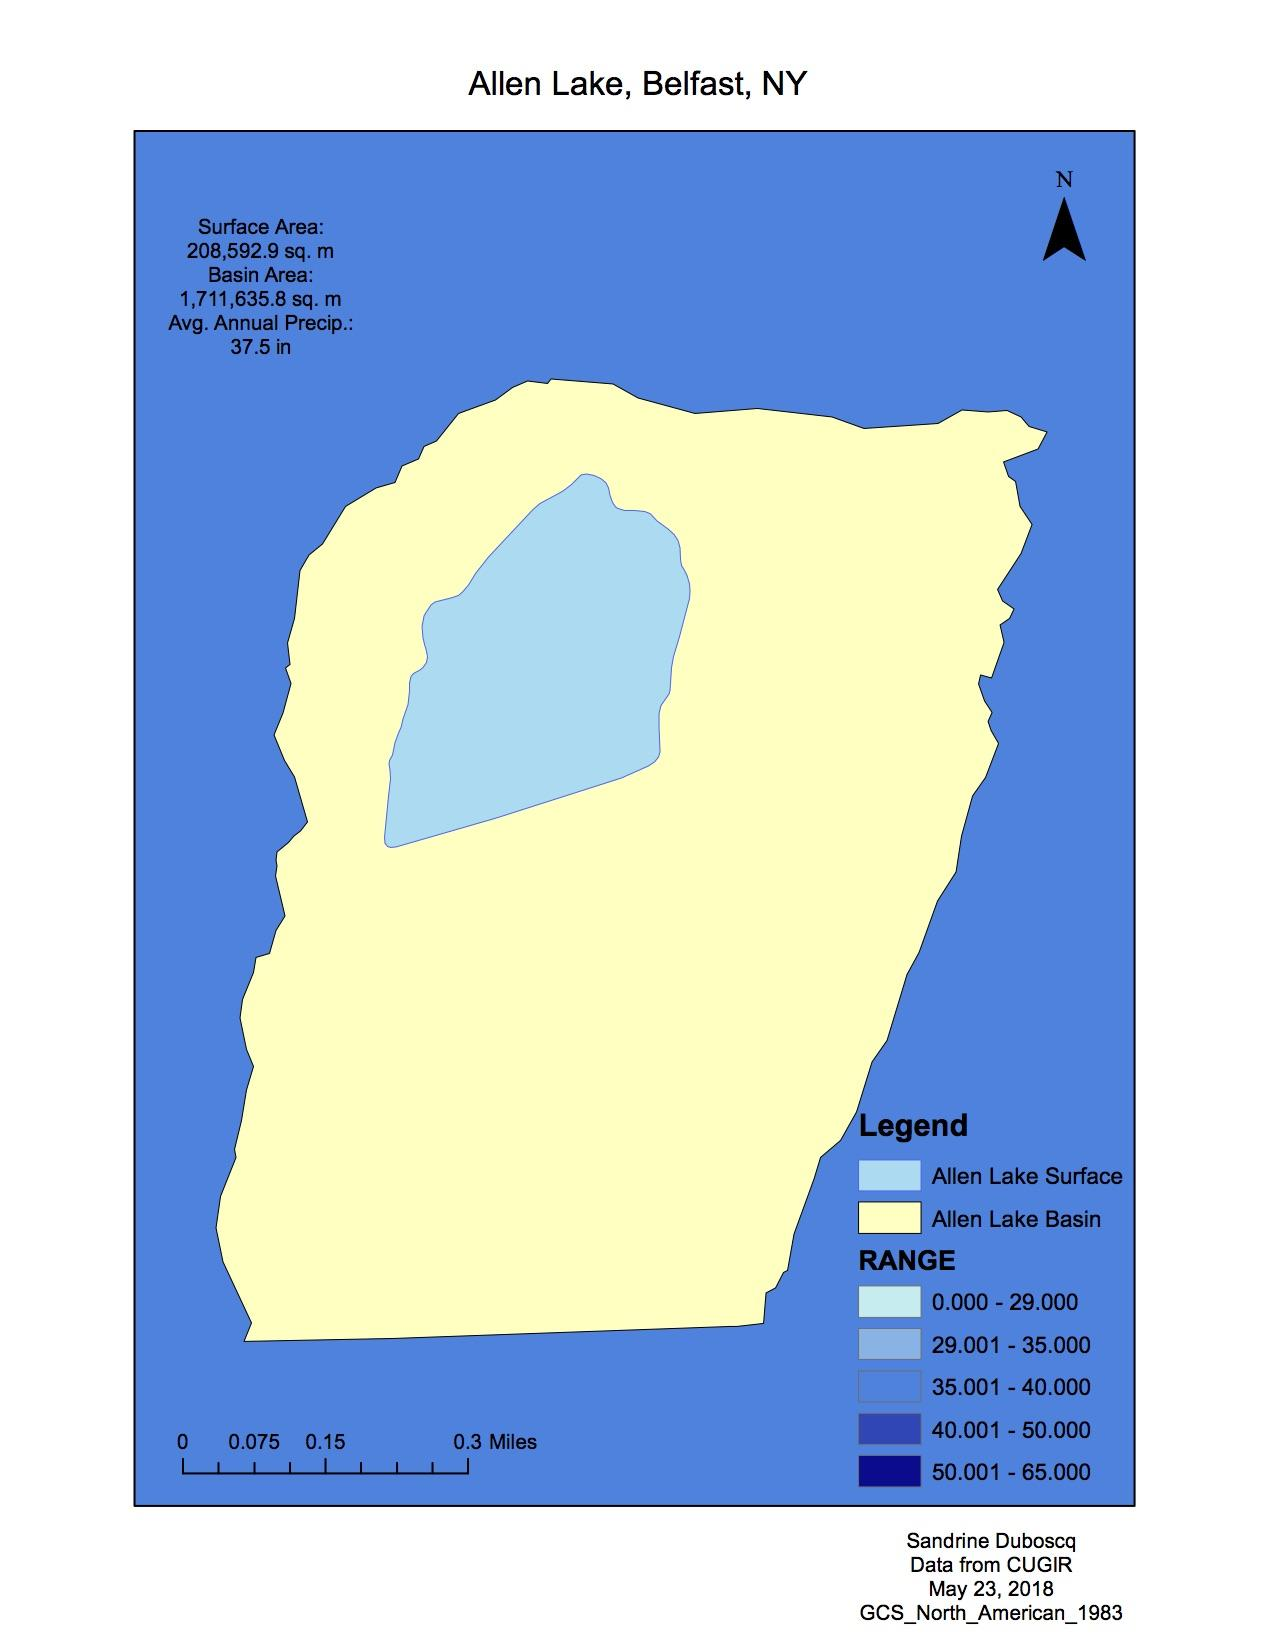 Allen Lake, Belfast, NY
N
Surface Area:
208,592.9 sq. m
Basin Area:
1,711,635.8 sq. m
Avg. Annual Precip.:
37.5 in
Legend
Allen Lake Surface
Allen Lake Basin
RANGE
0.000 - 29.000
29.001 - 35.000
35.001 - 40.000
40.001 - 50.000
50.001 - 65.000
0 0.075 0.15 0.3 Miles
Sandrine Duboscq
Data from CUGIR
May 23, 2018
GCS_North_American_1983